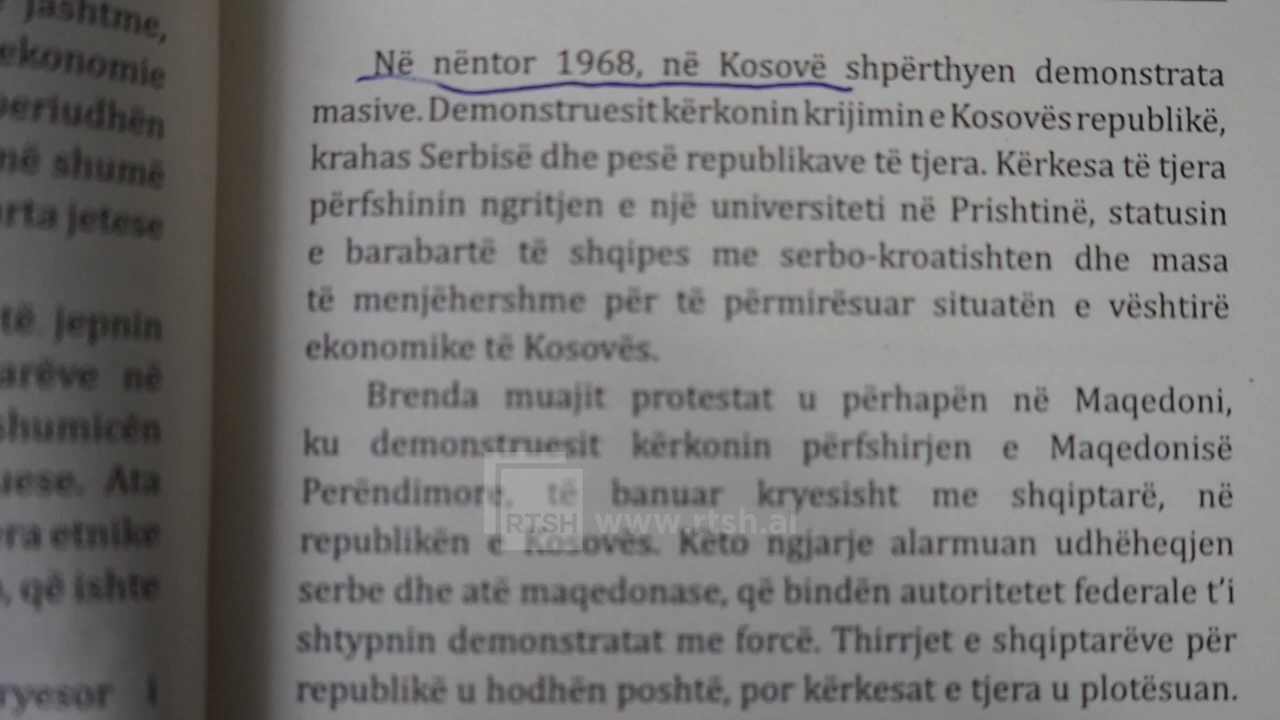 jashtme,
ekonomie
periudhën
në shumë
jetese
të jepnin
në
shumicën
Ata
etnike
që ishte
i
Në nëntor 1968, në Kosovë shpërthyen demonstrata
masive. Demonstruesit kërkonin krijimin e Kosovës republikë,
krahas Serbisë dhe pesë republikave të tjera. Kërkesa të tjera
përfshinin ngritjen e një universiteti në Prishtinë, statusin
e barabartë të shqipes me serbo-kroatishten dhe masa
të menjëhershme për të përmirësuar situatën e vështirë
ekonomike të Kosovës.
Brenda muajit protestat u përhapën në Maqedoni,
ku demonstruesit kërkonin përfshirjen e Maqedonisë
Perëndimore, të banuar kryesisht me shqiptarë, në
republikën e Kosovës. Këto ngjarje alarmuan udhëheqjen
serbe dhe atë maqedonase, që bindën autoritetet federale t'i
shtypnin demonstratat me forcë. Thirrjet e shqiptarëve për
republikë u hodhën poshtë, por kërkesat e tjera u plotësuan.
RTSH www.rtsh.al